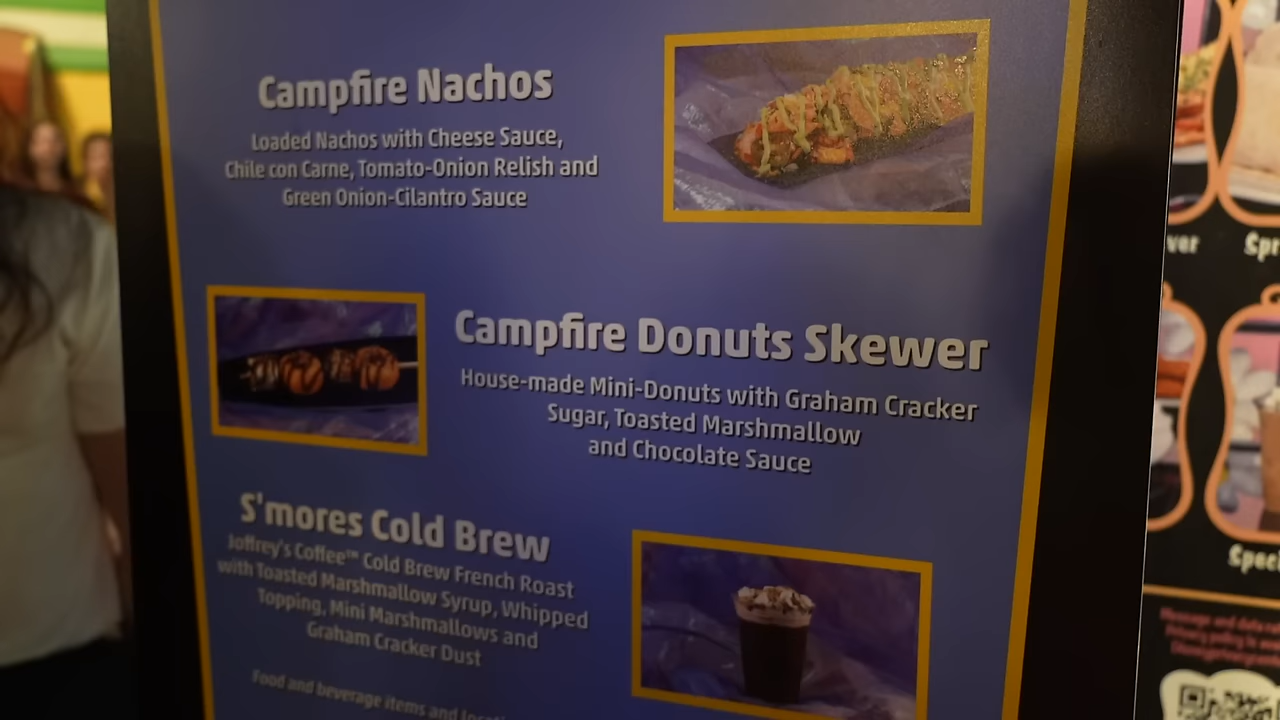 Campfire Nachos
Loaded Nachos with Cheese Sauce,
Chile con Carne, Tomato-Onion Relish and
Green Onion-Cilantro Sauce
Campfire Donuts Skewer
House-made Mini-Donuts with Graham Cracker
Sugar, Toasted Marshmallow
and Chocolate Sauce
S'mores Cold Brew
Joffrey's Coffee™ Cold Brew French Roast
with Toasted Marshmallow Syrup, Whipped
Topping, Mini Marshmallows and
Graham Cracker Dust
Food and beverage items and